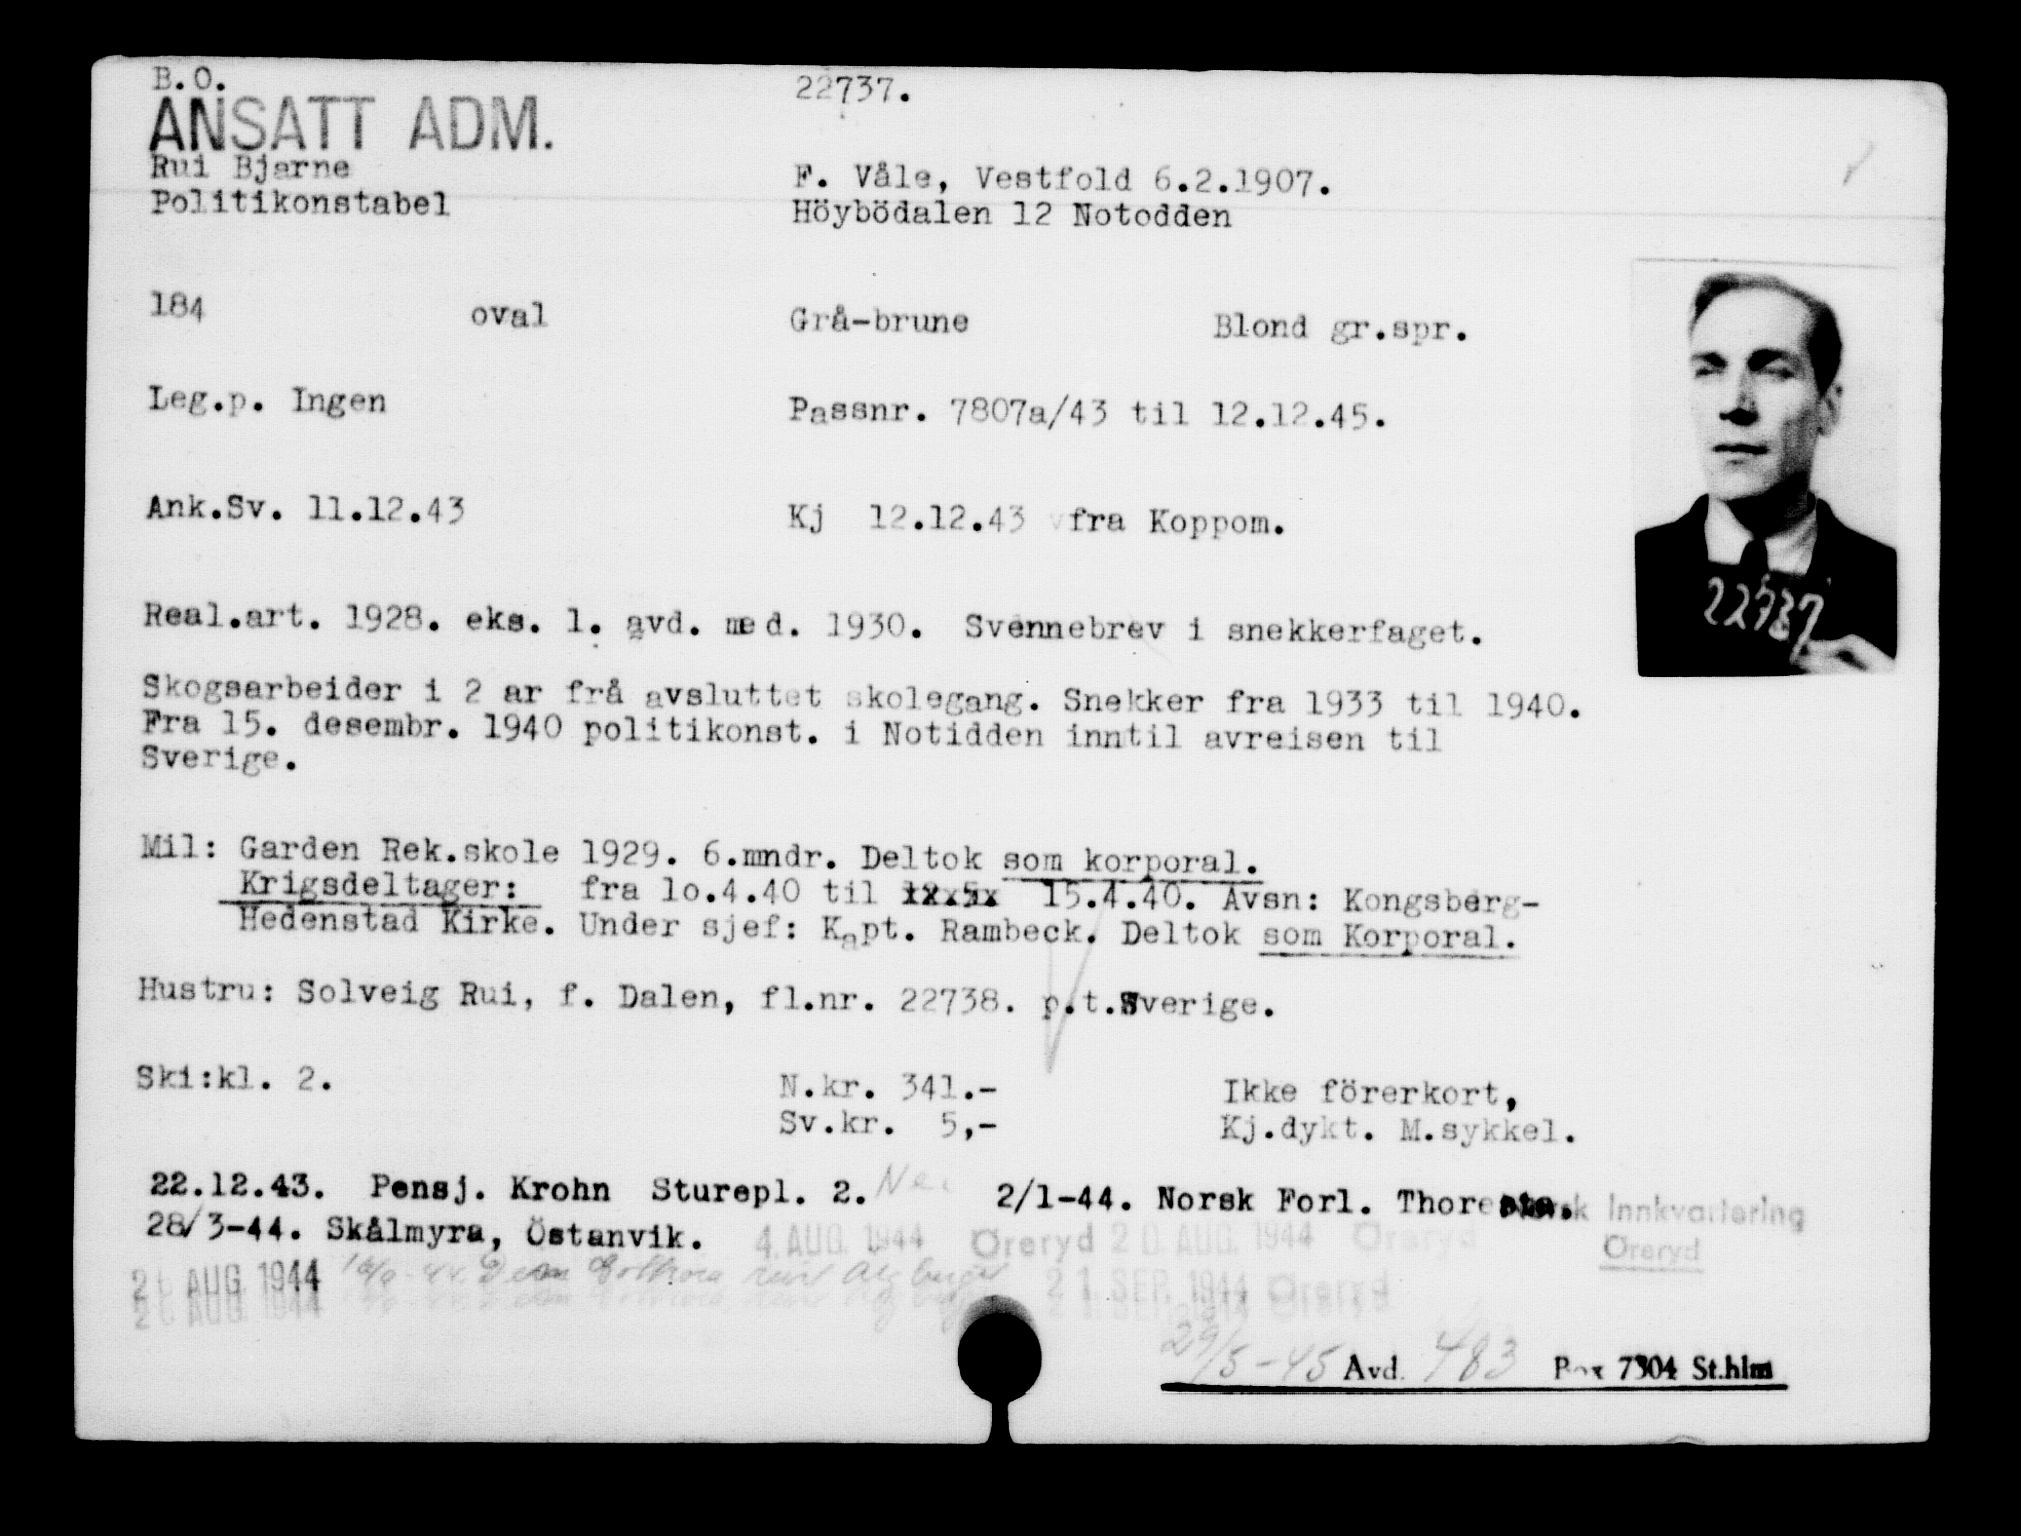 B.O.
22737.
ANSATT ADM.
Rui Bjarne
F. Våle, Vestfold 6.2.1907.
Politikonstabel
Höybödalen 12 Notodden
184 oval Grå-brune Blond gr.spr.
Leg.p. Ingen Passnr. 7807a/43 til 12.12.45.
Ank.Sv. 11.12.43 Kj 12.12.43 fra Koppom.
22737
Real.art. 1928. eks. 1. avd. med. 1930. Svennebrev i snekkerfaget.
Skogsarbeider i 2 ar frå avsluttet skolegang. Snekker fra 1933 til 1940.
Fra 15. desembr. 1940 politikonst. i Notidden inntil avreisen til
Sverige.
Mil: Garden Rek.skole 1929. 6.mndr. Deltok som korporal.
Krigsdeltager: fra lo.4.40 til 15.4.40. Avsn: Kongsberg-
Hedenstad Kirke. Under sjef: Kapt. Rambeck. Deltok som Korporal.
Hustru: Solveig Rui, f. Dalen, fl.nr. 22738. p.t.Sverige.
Ski:kl. 2. N.kr. 341.- Ikke förerkort,
Sv.kr. 5,- Kj.dykt. M.sykkel.
22.12.43. Pensj. Krohn Sturepl. 2. 2/1-44. Norsk Forl. Norsk Innkvartering
28/3-44. Skålmyra, Östanvik. 4. AUG. 1944 Öreryd 20. AUG. 1944 Öreryd Öreryd
AUG. 1944 21. SEP. 1944 Öreryd
29/5-45 Avd. 483 Box 7304 St.hlm